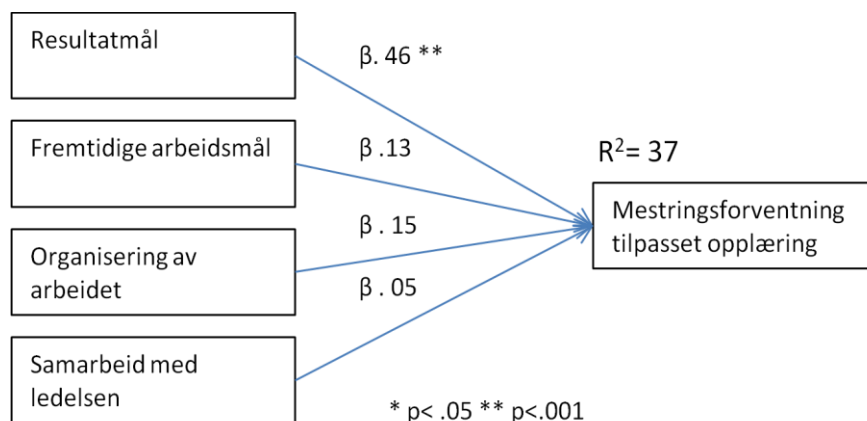 Resultatmål
β. 46 **
Fremtidige arbeidsmål
β .13
R²= 37
Mestringsforventning
tilpasset opplæring
β. 15
Organisering av
arbeidet
β . 05
Samarbeid med
ledelsen
* p< .05 ** p<.001